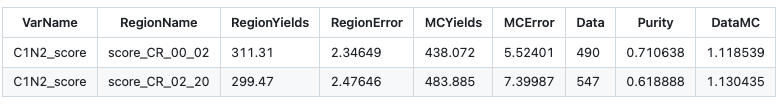 VarName RegionName RegionYields RegionError MCYields MCError Data Purity DataMC
C1N2_score score_CR_00_02 311.31 2.34649 438.072 5.52401 490 0.710638 1.118539
C1N2_score score_CR_02_20 299.47 2.47646 483.885 7.39987 547 0.618888 1.130435